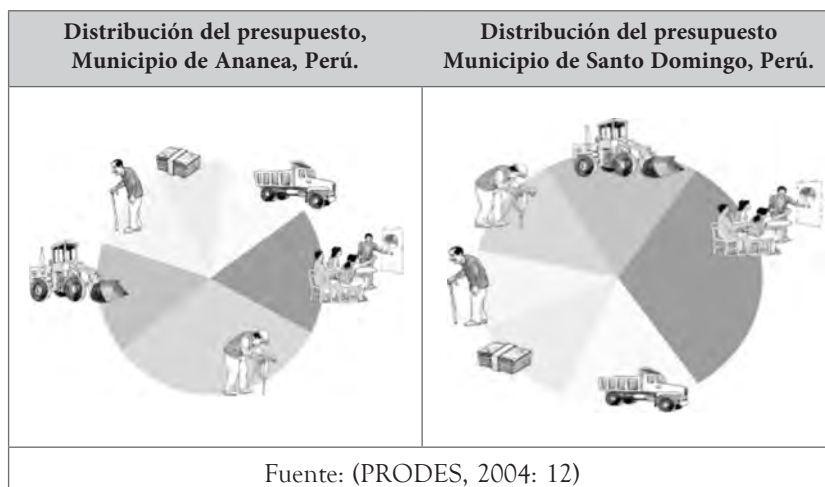 Distribución del presupuesto,
Municipio de Ananea, Perú.
Distribución del presupuesto
Municipio de Santo Domingo, Perú.
Fuente: (PRODES, 2004: 12)